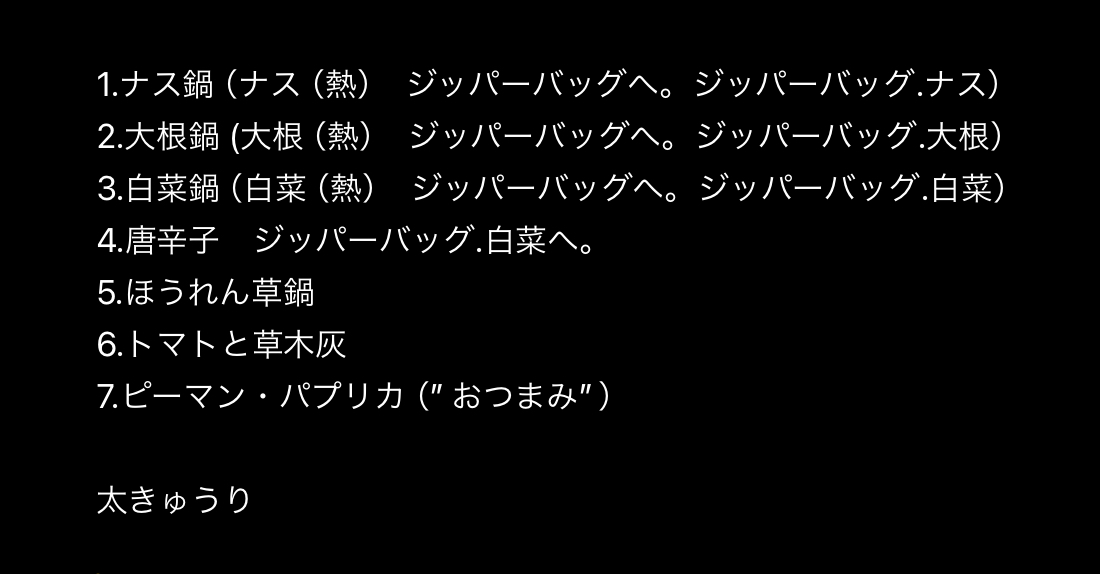 1.ナス鍋（ナス（熱）　ジッパーバッグへ。ジッパーバッグ.ナス）
2.大根鍋 (大根（熱）　ジッパーバッグへ。ジッパーバッグ.大根）
3.白菜鍋（白菜（熱）　ジッパーバッグへ。ジッパーバッグ.白菜）
4.唐辛子　ジッパーバッグ.白菜へ。
5.ほうれん草鍋
6.トマトと草木灰
7.ピーマン・パプリカ（” おつまみ” ）
太きゅうり